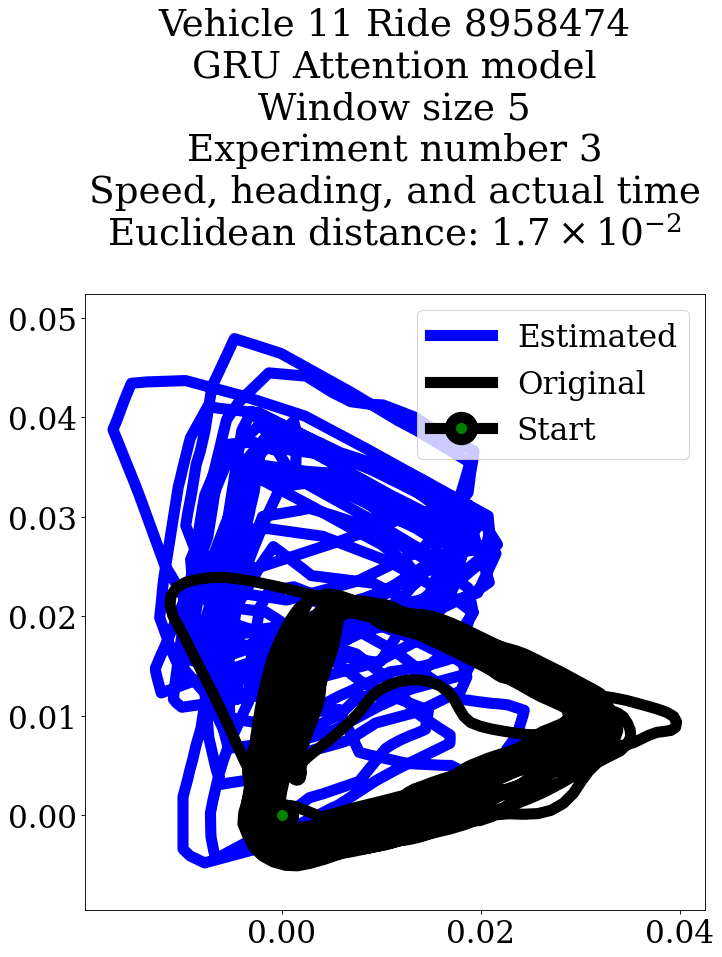 Vehicle 11 Ride 8958474
GRU Attention model
Window size 5
Experiment number 3
Speed, heading, and actual time
Euclidean distance: 1.7 × 10⁻²
0.05
0.04
0.03
0.02
0.01
0.00
Estimated
Original
Start
0.00 0.02 0.04